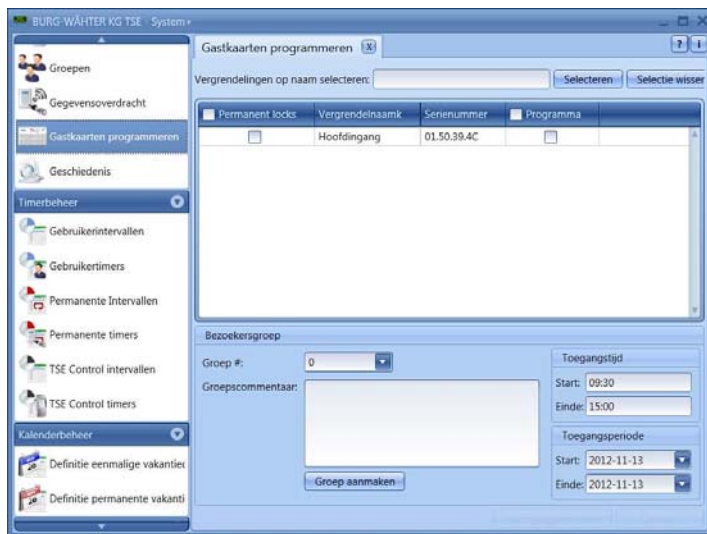 BURG-WÄHTER KG TSE - System+
Groepen
Gegevensoverdracht
Gastkaarten programmeren
Geschiedenis
Timerbeheer
Gebruikerintervallen
Gebruikertimers
Permanente Intervallen
Permanente timers
TSE Control intervallen
TSE Control timers
Kalenderbeheer
Definitie eenmalige vakantie
Definitie permanente vakanti
Gastkaarten programmeren X
? i
Vergrendelingen op naam selecteren: Selecteren Selectie wisser
Permanent locks Vergrendelnaamk Serienummer Programma
Hoofdingang 01.50.39.4C
Bezoekersgroep
Groep #: 0
Groepscommentaar:
Groep aanmaken
Toegangstijd
Start: 09:30
Einde: 15:00
Toegangsperiode
Start: 2012-11-13
Einde: 2012-11-13